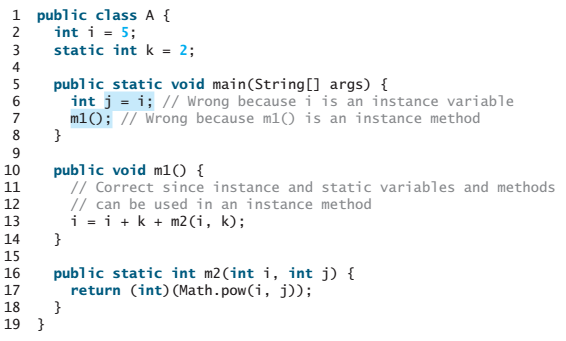 1 public class A {
2 int i = 5;
3 static int k = 2;
4
5 public static void main(String[] args) {
6 int j = i; // Wrong because i is an instance variable
7 m1(); // Wrong because m1() is an instance method
8 }
9
10 public void m1() {
11 // Correct since instance and static variables and methods
12 // can be used in an instance method
13 i = i + k + m2(i, k);
14 }
15
16 public static int m2(int i, int j) {
17 return (int)(Math.pow(i, j));
18 }
19 }